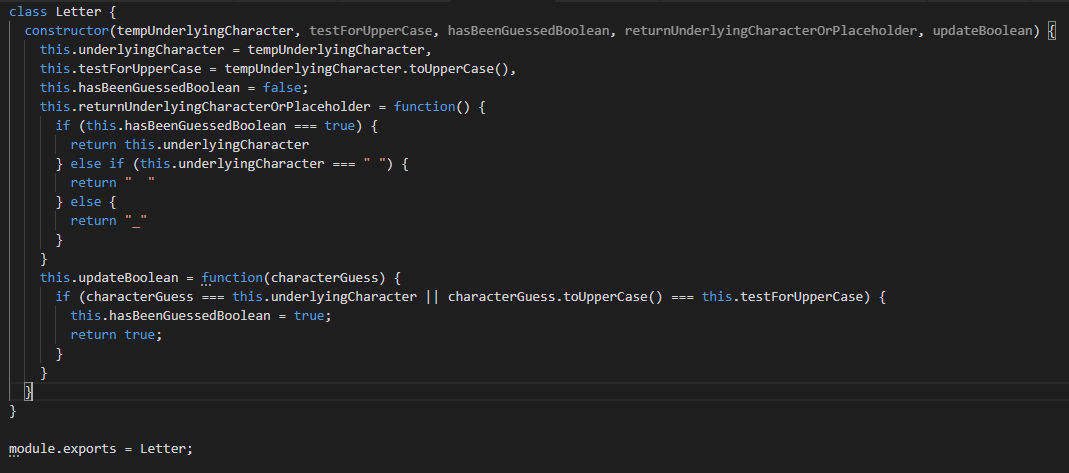 class Letter {
  constructor(tempUnderlyingCharacter, testForUpperCase, hasBeenGuessedBoolean, returnUnderlyingCharacterOrPlaceholder, updateBoolean) {
    this.underlyingCharacter = tempUnderlyingCharacter,
    this.testForUpperCase = tempUnderlyingCharacter.toUpperCase(),
    this.hasBeenGuessedBoolean = false;
    this.returnUnderlyingCharacterOrPlaceholder = function() {
      if (this.hasBeenGuessedBoolean === true) {
        return this.underlyingCharacter
      } else if (this.underlyingCharacter === " ") {
        return "  "
      } else {
        return "_"
      }
    }
    this.updateBoolean = function(characterGuess) {
      if (characterGuess === this.underlyingCharacter || characterGuess.toUpperCase() === this.testForUpperCase) {
        this.hasBeenGuessedBoolean = true;
        return true;
      }
    }
  }
}
module.exports = Letter;